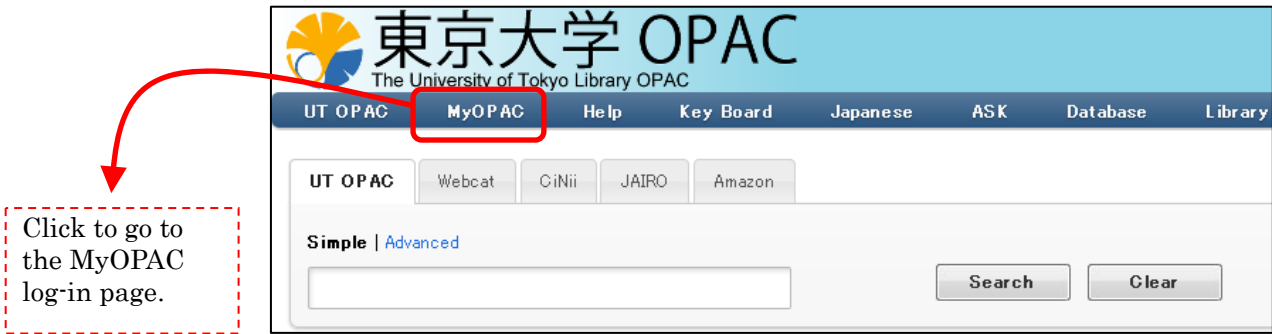 東京大学 OPAC
The University of Tokyo Library OPAC
UT OPAC MyOPAC Help Key Board Japanese ASK Database Library
UT OPAC Webcat CiNii JAIRO Amazon
Simple | Advanced
Search Clear
Click to go to
the MyOPAC
log-in page.